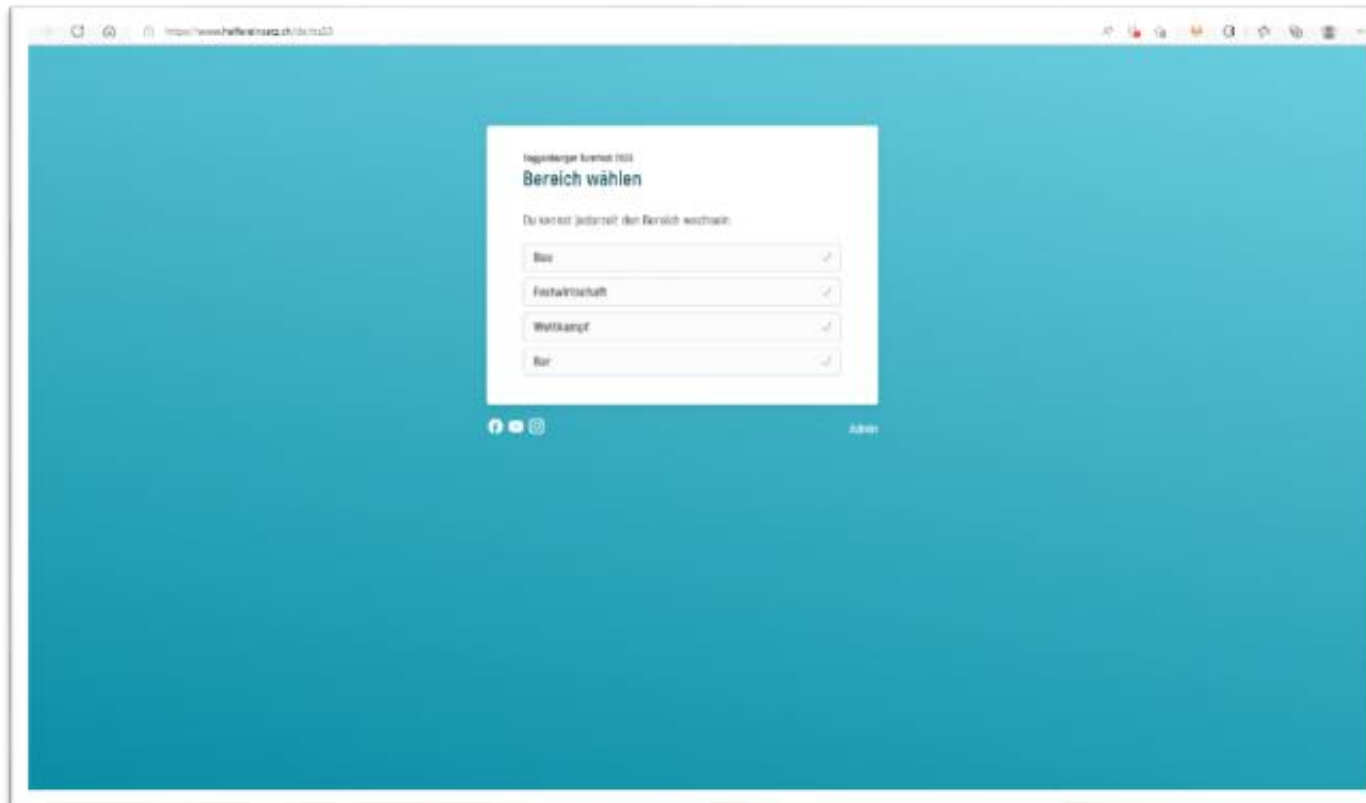 Bereich wählen
Du kannst jederzeit den Bereich wechseln
Bau
Festwirtschaft
Wettkampf
Bar
Admin